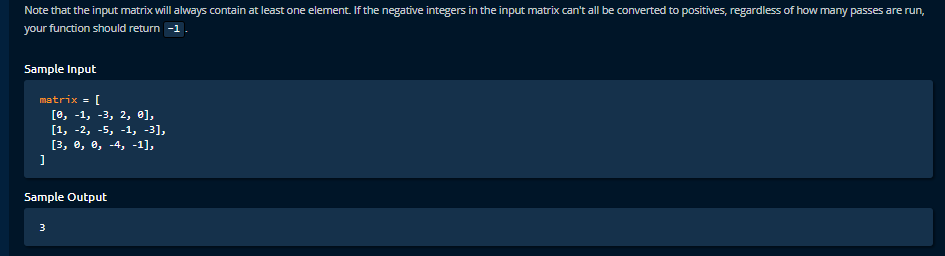 Note that the input matrix will always contain at least one element. If the negative integers in the input matrix can't all be converted to positives, regardless of how many passes are run,
your function should return -1.
Sample Input
matrix = [
[0, -1, -3, 2, 0],
[1, -2, -5, -1, -3],
[3, 0, 0, -4, -1],
]
Sample Output
3